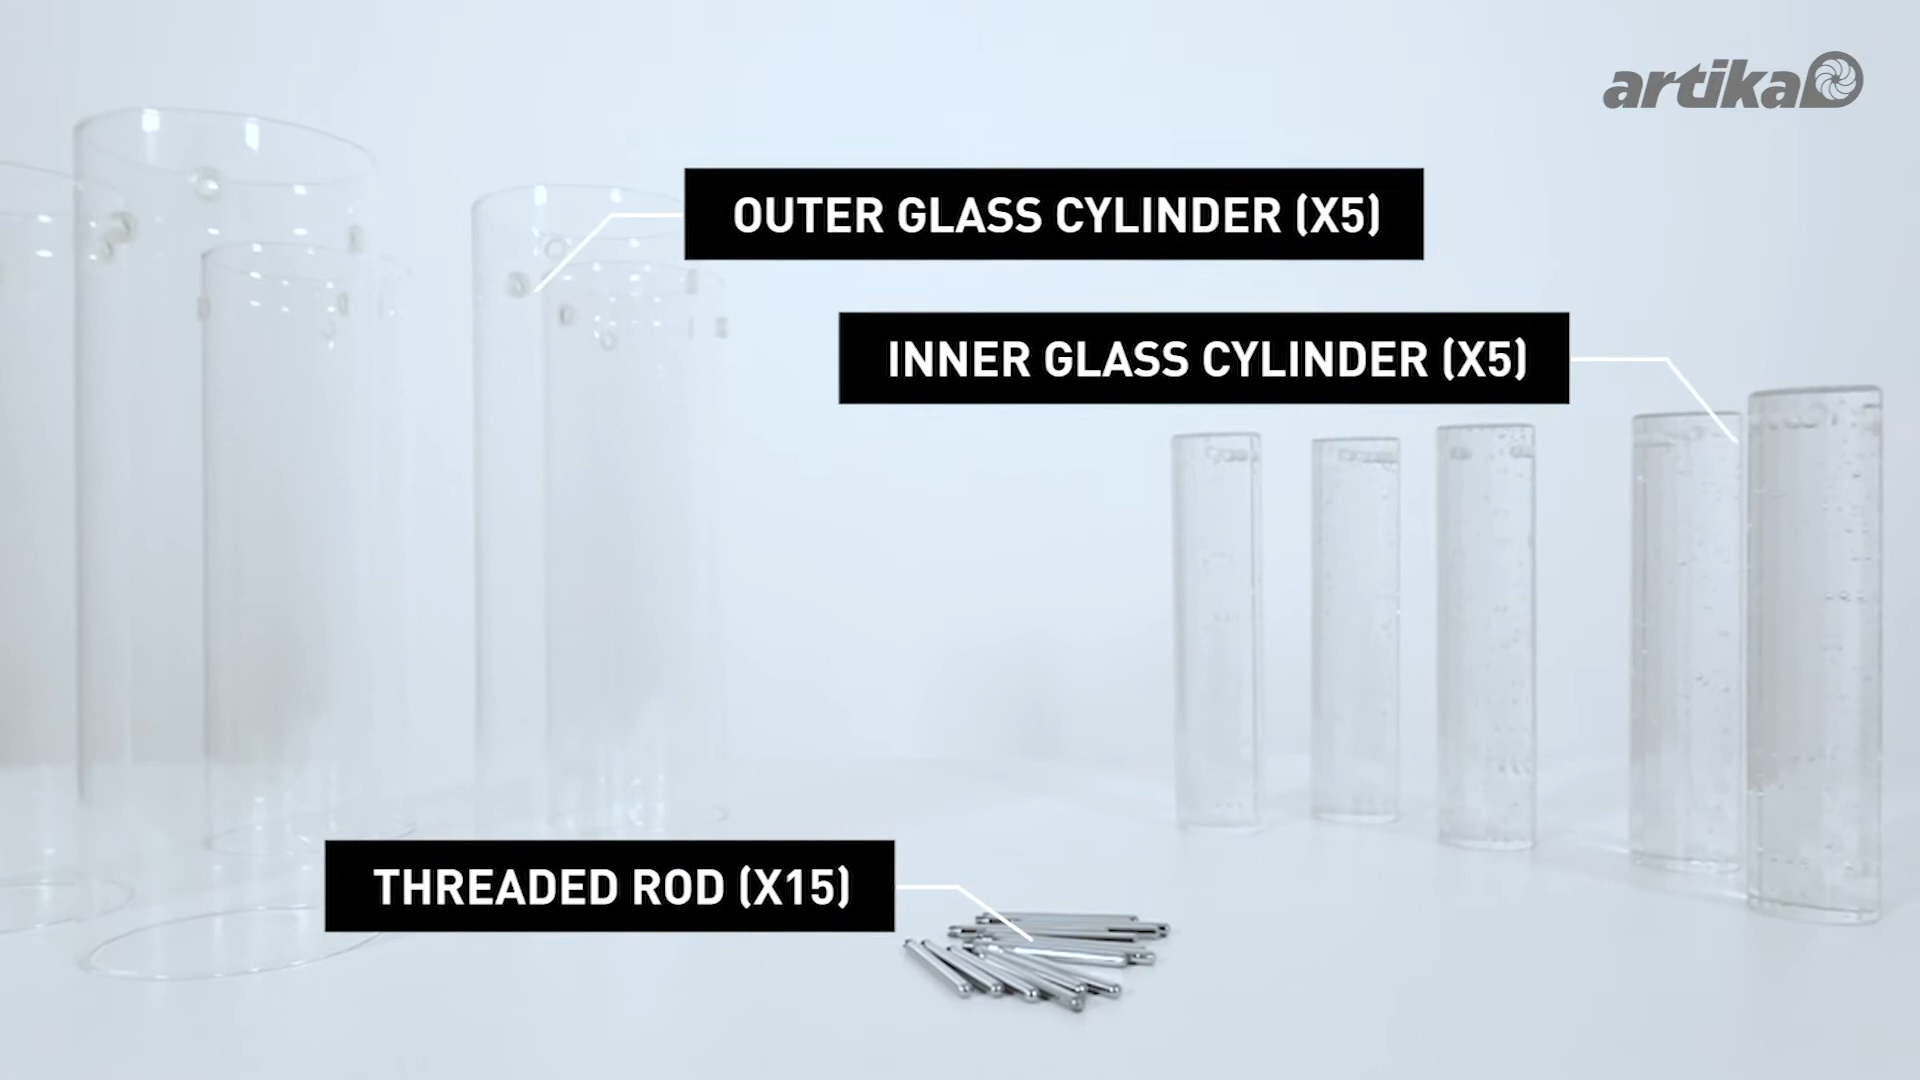 artika
OUTER GLASS CYLINDER (X5)
INNER GLASS CYLINDER (X5)
THREADED ROD (X15)